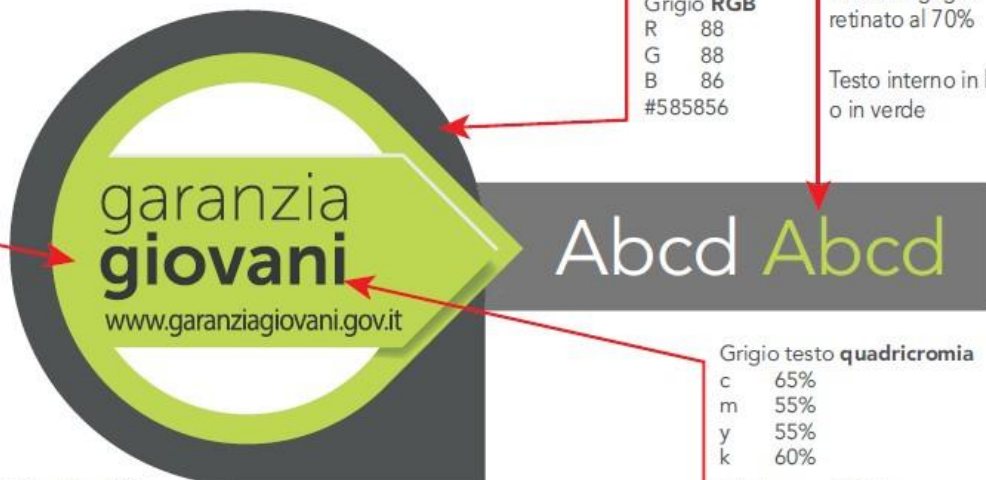 Grigio RGB
R 88
G 88
B 86
#585856
retinato al 70%
Testo interno in
o in verde
garanzia
giovani
www.garanziagiovani.gov.it
Abcd Abcd
Grigio testo quadricromia
c 65%
m 55%
y 55%
k 60%